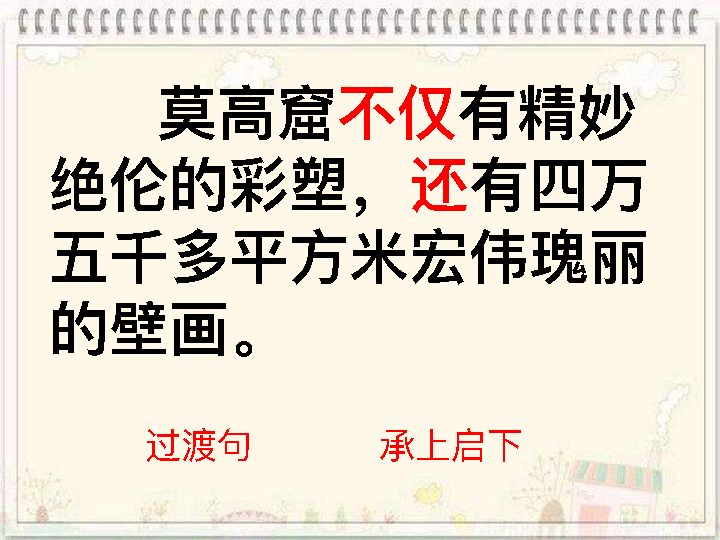 莫高窟不仅有精妙
绝伦的彩塑，还有四万
五千多平方米宏伟瑰丽
的壁画。
过渡句 承上启下